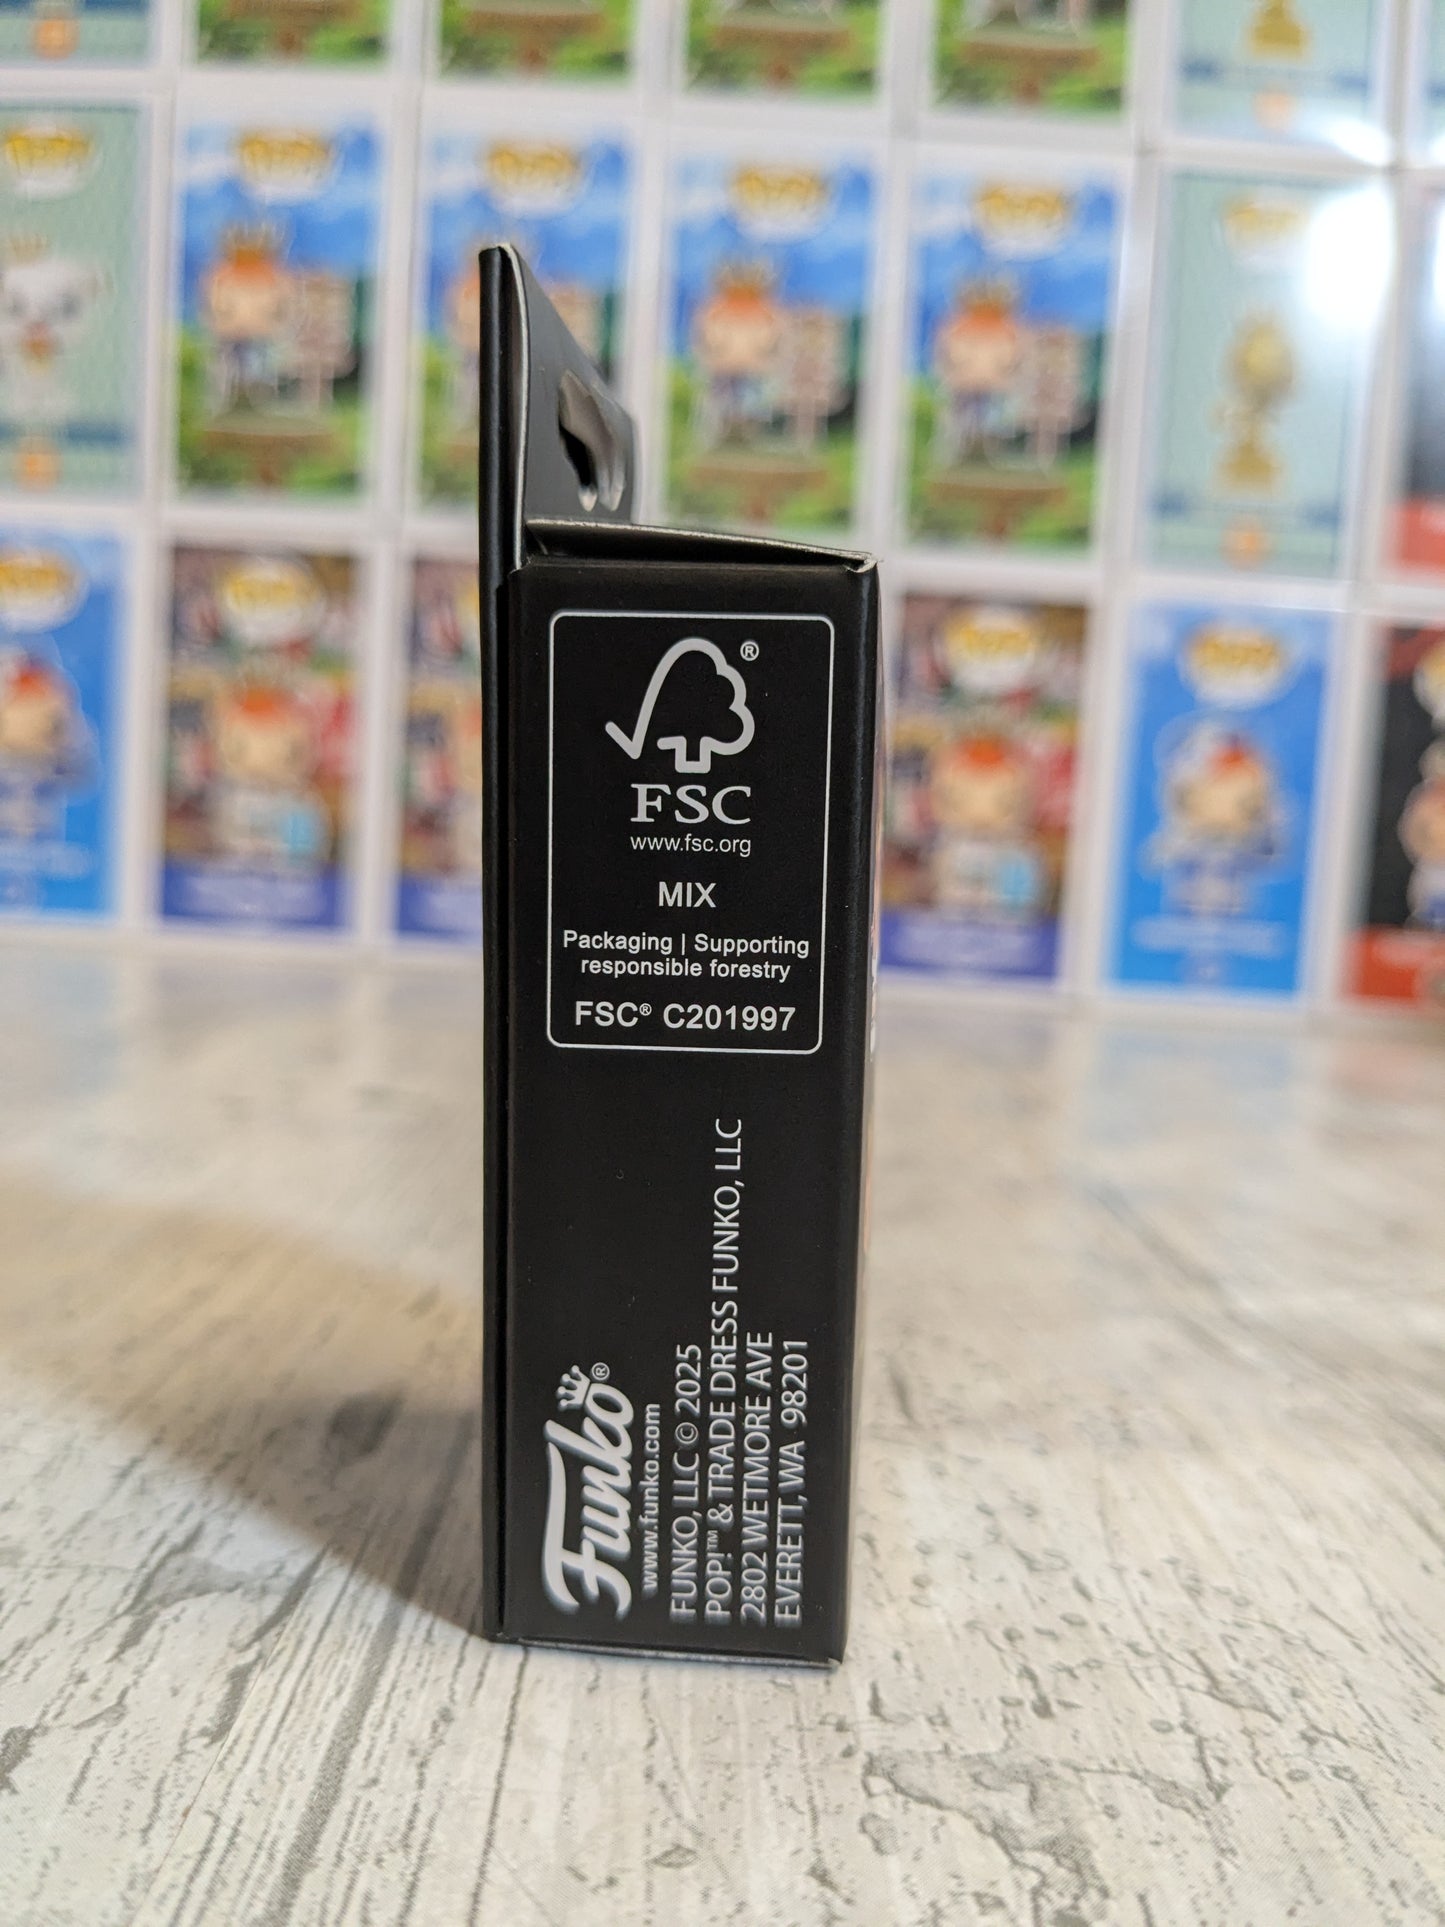 ®
FSC
www.fsc.org
MIX
Packaging | Supporting
responsible forestry
FSC® C201997
Funko®
www.funko.com
FUNKO, LLC © 2025
POP!™ & TRADE DRESS FUNKO, LLC
2802 WETMORE AVE
EVERETT, WA 98201